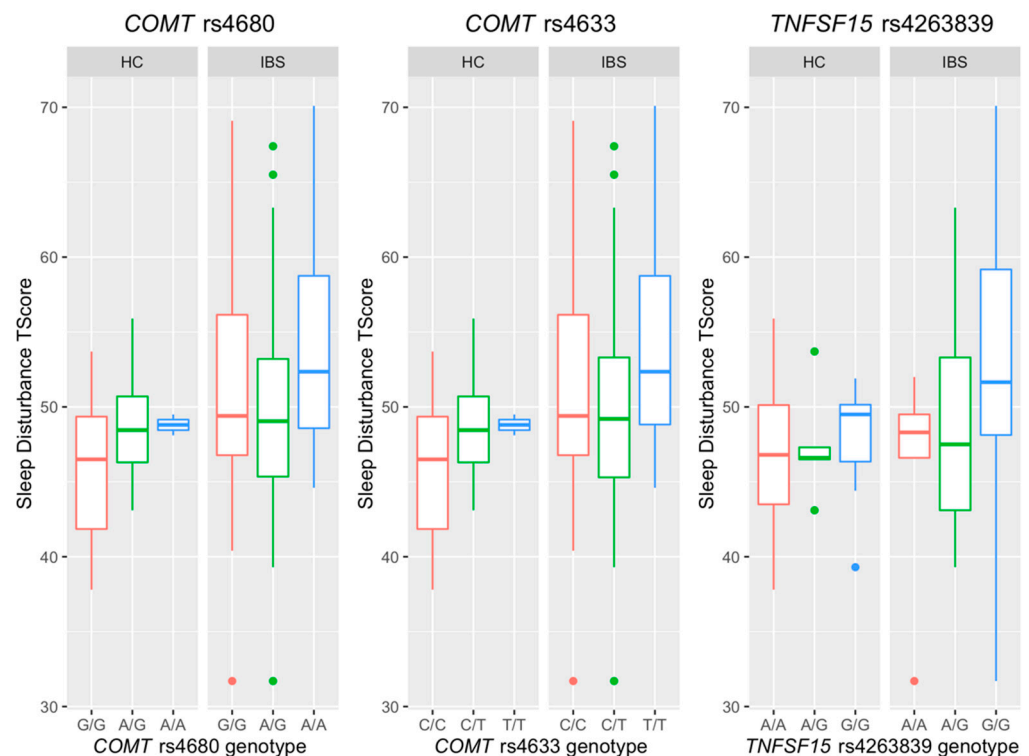 COMT rs4680
HC IBS
Sleep Disturbance TScore
70
60
50
40
30
G/G A/G A/A G/G A/G A/A
COMT rs4680 genotype
COMT rs4633
HC IBS
Sleep Disturbance TScore
70
60
50
40
30
C/C C/T T/T C/C C/T T/T
COMT rs4633 genotype
TNFSF15 rs4263839
HC IBS
Sleep Disturbance TScore
70
60
50
40
30
A/A A/G G/G A/A A/G G/G
TNFSF15 rs4263839 genotype